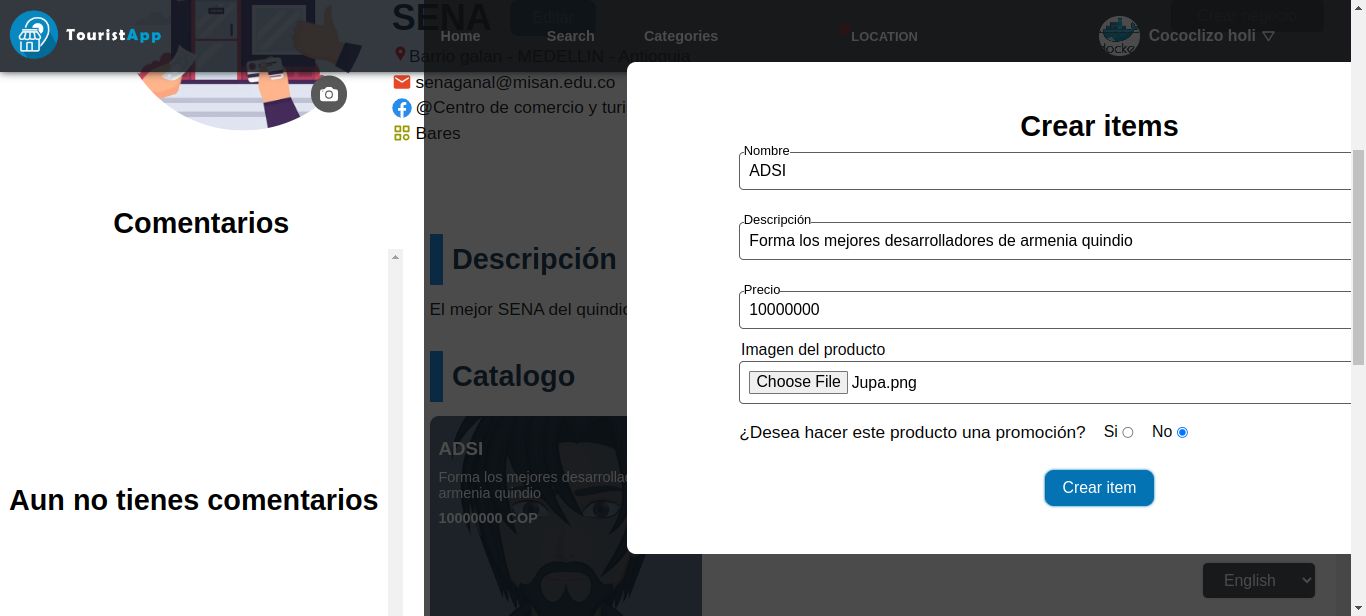 TouristApp
SENA
Editar
Home
Search
Categories
LOCATION
Crear negocio
Cococlizo holi
Barrio galan - MEDELLIN - Antioquia
senaganal@misan.edu.co
@Centro de comercio y turi
Bares
Comentarios
Aun no tienes comentarios
Descripción
El mejor SENA del quindio
Catalogo
ADSI
Forma los mejores desarrollad
armenia quindio
10000000 COP
Crear items
Nombre
ADSI
Descripción
Forma los mejores desarrolladores de armenia quindio
Precio
10000000
Imagen del producto
Choose File Jupa.png
¿Desea hacer este producto una promoción? Si No
Crear item
English